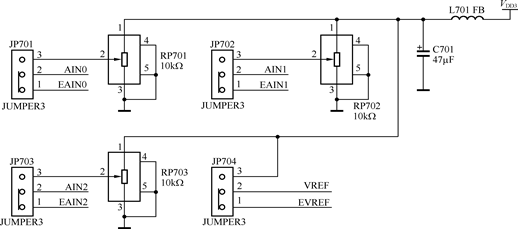 L701 FB
VDD3
JP701
3
2
1
AIN0
EAIN0
JUMPER3
1
2
3
4
5
RP701
10kΩ
JP702
3
2
1
AIN1
EAIN1
JUMPER3
1
2
3
4
5
RP702
10kΩ
+
C701
47μF
JP703
3
2
1
AIN2
EAIN2
JUMPER3
1
2
3
4
5
RP703
10kΩ
JP704
3
2
1
VREF
EVREF
JUMPER3